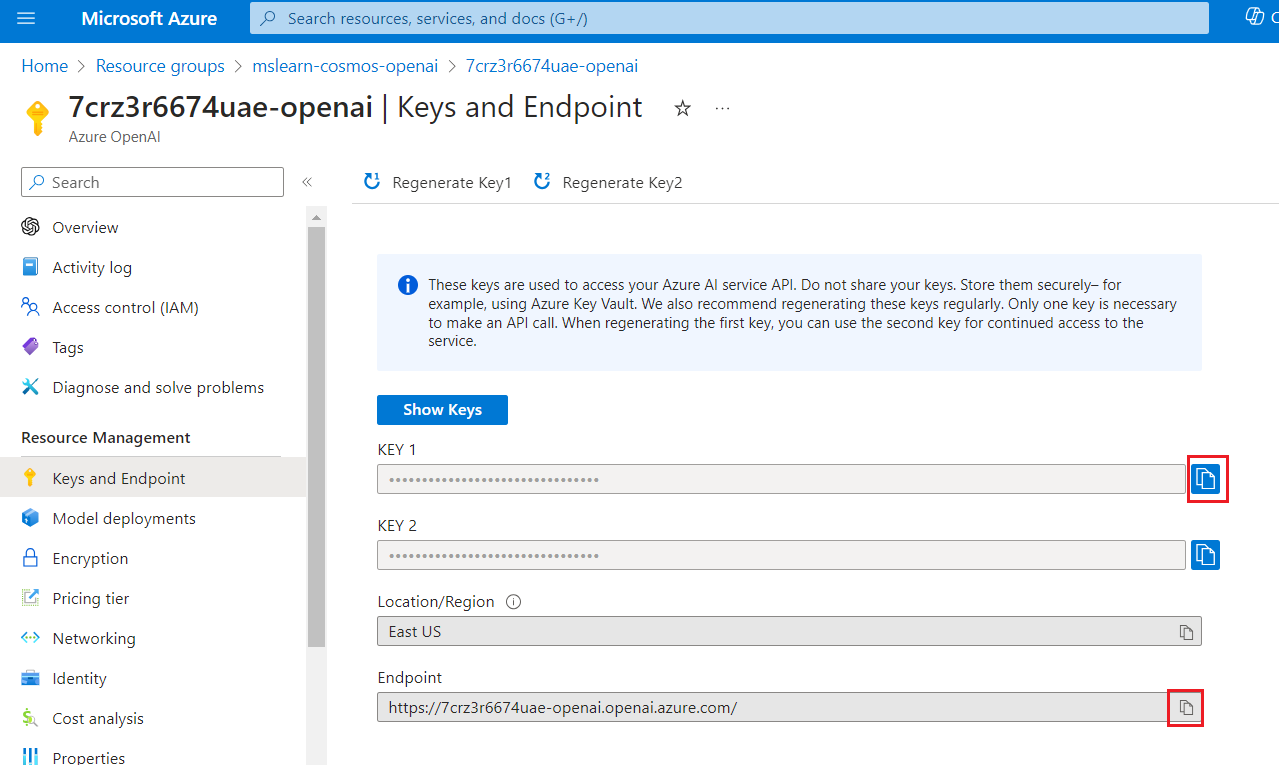 Microsoft Azure
Search resources, services, and docs (G+/)
C
Home > Resource groups > mslearn-cosmos-openai > 7crz3r6674uae-openai
7crz3r6674uae-openai | Keys and Endpoint
Azure OpenAI
Search
Overview
Activity log
Access control (IAM)
Tags
Diagnose and solve problems
Resource Management
Keys and Endpoint
Model deployments
Encryption
Pricing tier
Networking
Identity
Cost analysis
Properties
Regenerate Key1 Regenerate Key2
These keys are used to access your Azure AI service API. Do not share your keys. Store them securely– for
example, using Azure Key Vault. We also recommend regenerating these keys regularly. Only one key is necessary
to make an API call. When regenerating the first key, you can use the second key for continued access to the
service.
Show Keys
KEY 1
••••••••••••••••••••••••••••••••
KEY 2
••••••••••••••••••••••••••••••••
Location/Region
East US
Endpoint
https://7crz3r6674uae-openai.openai.azure.com/